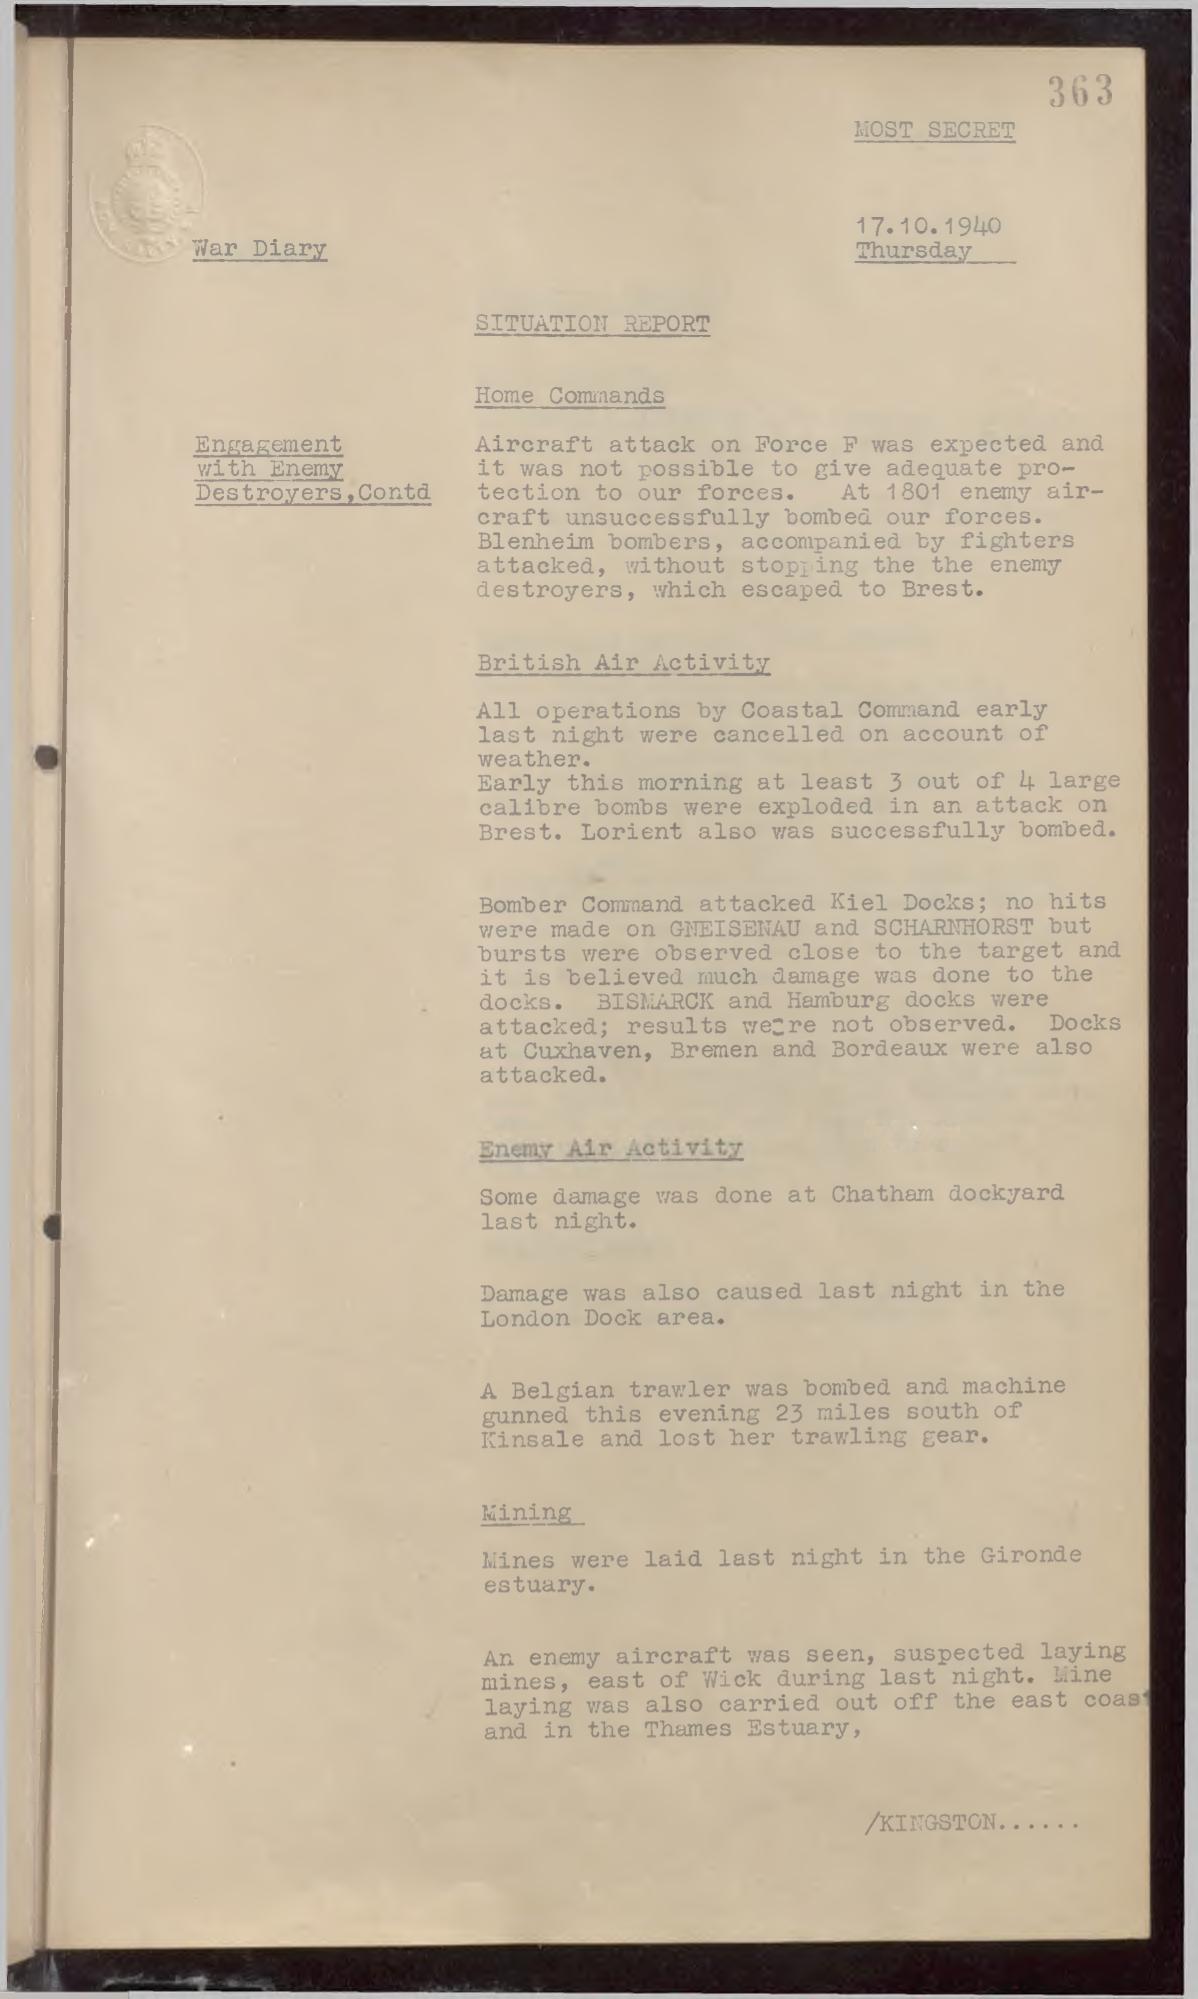 363
MOST SECRET
17.10.1940
War Diary
Thursday
SITUATION REPORT
Home Commands
Engagement
with Enemy
Destroyers,Contd
Aircraft attack on Force F was expected and
it was not possible to give adequate pro-
tection to our forces. At 1801 enemy air-
craft unsuccessfully bombed our forces.
Blenheim bombers, accompanied by fighters
attacked, without stopping the the enemy
destroyers, which escaped to Brest.
British Air Activity
All operations by Coastal Command early
last night were cancelled on account of
weather.
Early this morning at least 3 out of 4 large
calibre bombs were exploded in an attack on
Brest. Lorient also was successfully bombed.
Bomber Command attacked Kiel Docks; no hits
were made on GNEISENAU and SCHARNHORST but
bursts were observed close to the target and
it is believed much damage was done to the
docks. BISMARCK and Hamburg docks were
attacked; results were not observed. Docks
at Cuxhaven, Bremen and Bordeaux were also
attacked.
Enemy Air Activity
Some damage was done at Chatham dockyard
last night.
Damage was also caused last night in the
London Dock area.
A Belgian trawler was bombed and machine
gunned this evening 23 miles south of
Kinsale and lost her trawling gear.
Mining
Mines were laid last night in the Gironde
estuary.
An enemy aircraft was seen, suspected laying
mines, east of Wick during last night. Mine
laying was also carried out off the east coast
and in the Thames Estuary,
/KINGSTON......